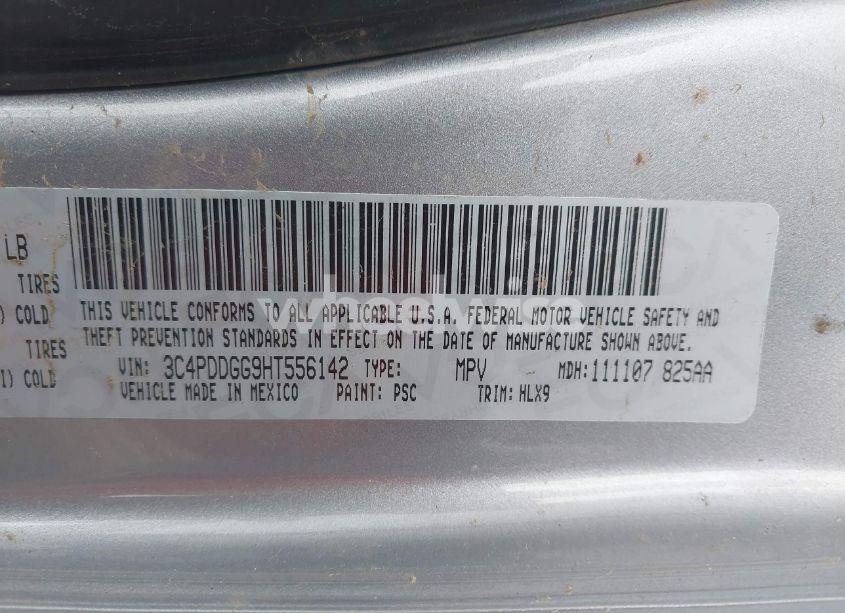 LB
TIRES
) COLD
TIRES
I) COLD
THIS VEHICLE CONFORMS TO ALL APPLICABLE U.S.A. FEDERAL MOTOR VEHICLE SAFETY AND
THEFT PREVENTION STANDARDS IN EFFECT ON THE DATE OF MANUFACTURE SHOWN ABOVE.
VIN: 3C4PDDGG9HT556142 TYPE: MPV MDH:111107 825AA
VEHICLE MADE IN MEXICO PAINT: PSC TRIM: HLX9
wheelwise